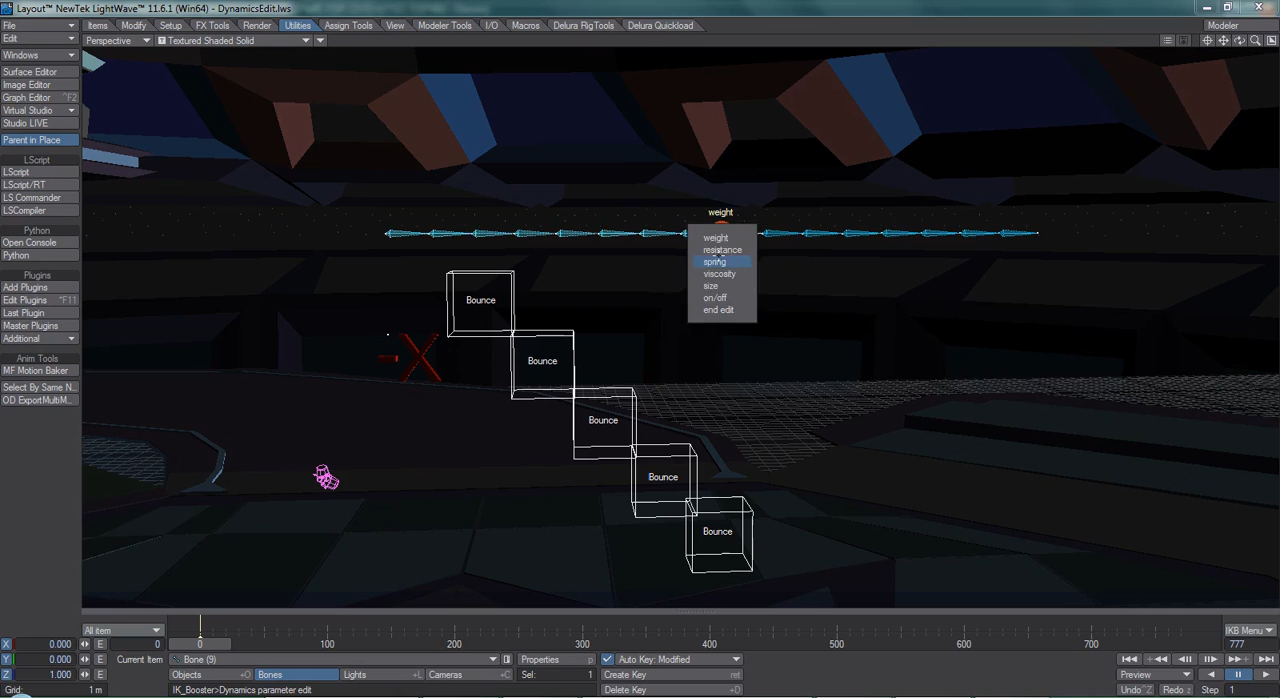 Layout™ NewTek LightWave™ 11.6.1 (Win64) - DynamicsEdit.lws
File Items Modify Setup FX Tools Render Utilities Assign Tools View Modeler Tools I/O Macros Delura RigTools Delura Quickload Modeler
Edit Perspective T Textured Shaded Solid
Windows
Surface Editor
Image Editor
Graph Editor ^F2
Virtual Studio
Studio LIVE
Parent in Place
LScript
LScript
LScript/RT
LS Commander
LSCompiler
Python
Open Console
Python
Plugins
Add Plugins
Edit Plugins ^F11
Last Plugin
Master Plugins
Additional
Anim Tools
MF Motion Baker
Select By Same N...
OD ExportMultiM...
weight
weight
resistance
spring
viscosity
size
on/off
end edit
Bounce
Bounce
Bounce
Bounce
Bounce
All item IKB Menu
X 0.000 E 0 0 100 200 300 400 500 600 700 777
Y 0.000 E Current Item Bone (9) Properties p Auto Key: Modified
Z 1.000 E Objects +O Bones Lights +L Cameras +C Sel: 1 Create Key ret Preview
Grid: 1 m IK_Booster>Dynamics parameter edit Delete Key +D Undo^Z Redo z Step 1